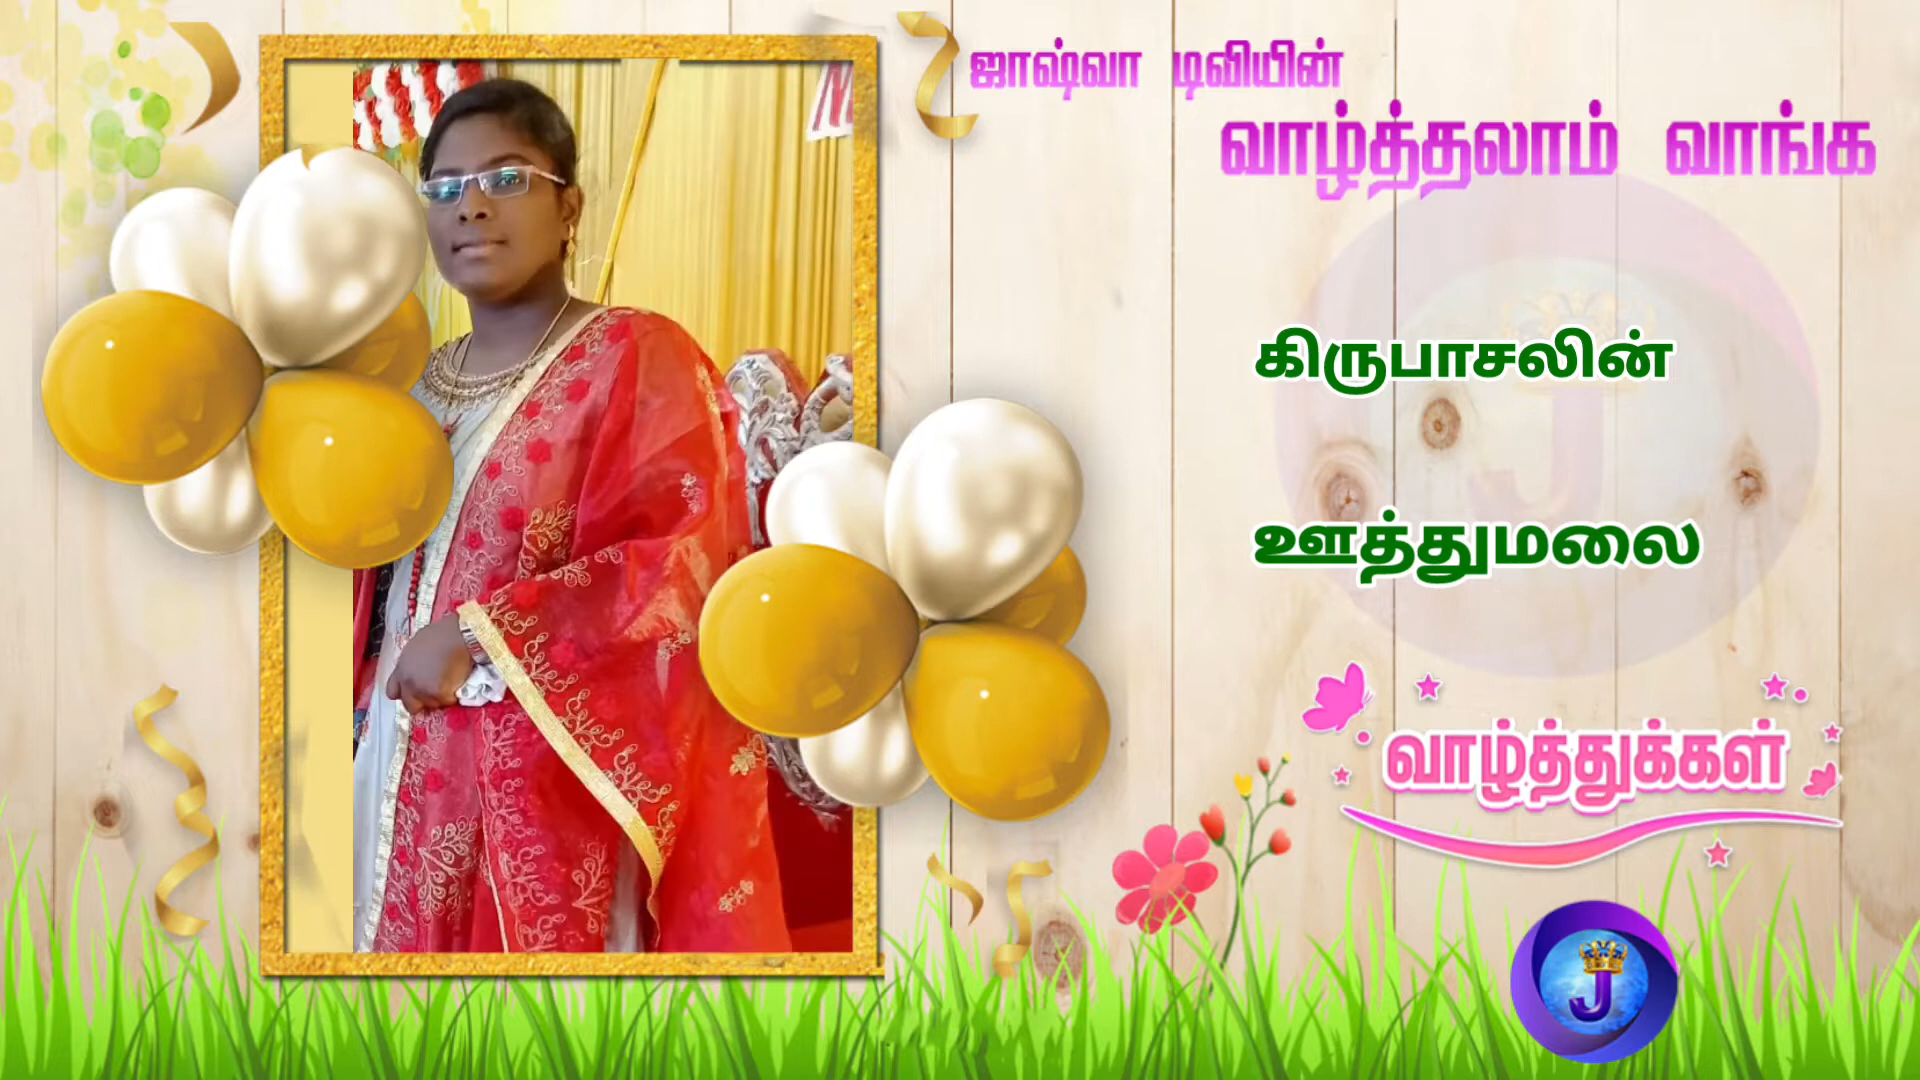 ஜாஷ்வா டிவியின்
வாழ்த்தலாம் வாங்க
கிருபாசலின்
ஊத்துமலை
வாழ்த்துக்கள்
J